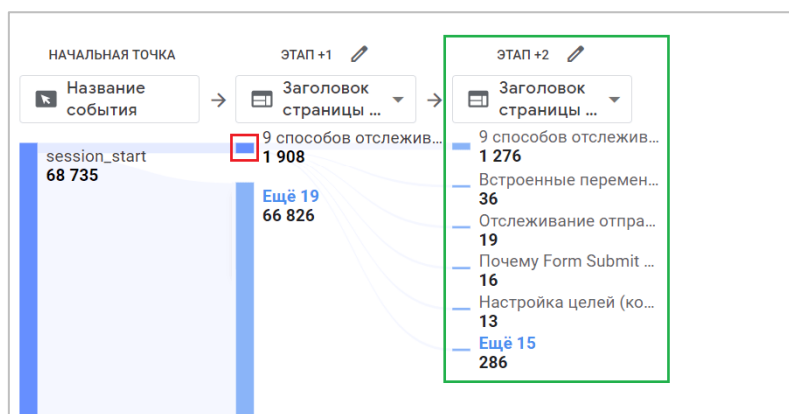 НАЧАЛЬНАЯ ТОЧКА
Название
события
session_start
68 735
ЭТАП +1
Заголовок
страницы ...
9 способов отслежив...
1 908
Ещё 19
66 826
ЭТАП +2
Заголовок
страницы ...
9 способов отслежив...
1 276
Встроенные перемен...
36
Отслеживание отпра...
19
Почему Form Submit ...
16
Настройка целей (ко...
13
Ещё 15
286